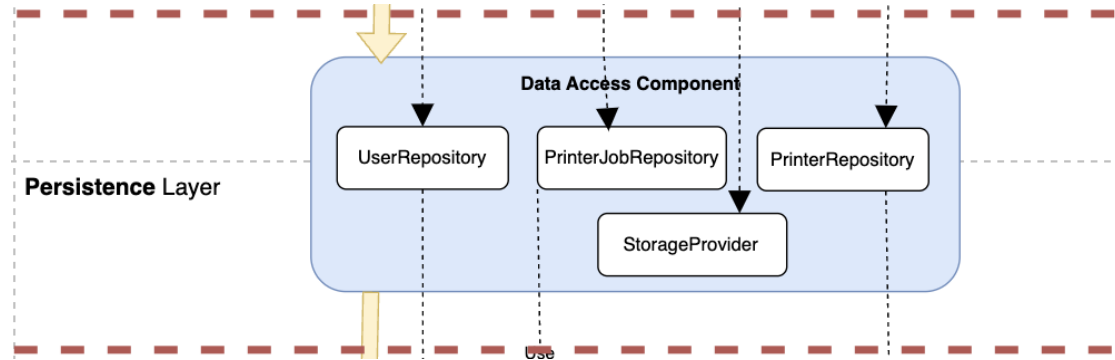 Data Access Component
UserRepository
PrinterJobRepository
PrinterRepository
Persistence Layer
StorageProvider
Use